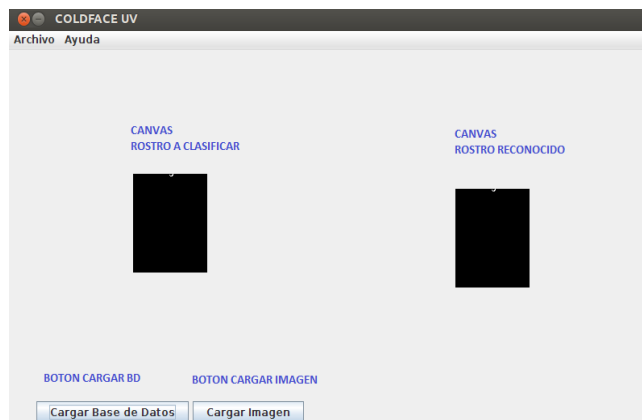 COLDFACE UV
Archivo Ayuda
CANVAS
ROSTRO A CLASIFICAR
CANVAS
ROSTRO RECONOCIDO
BOTON CARGAR BD
BOTON CARGAR IMAGEN
Cargar Base de Datos
Cargar Imagen